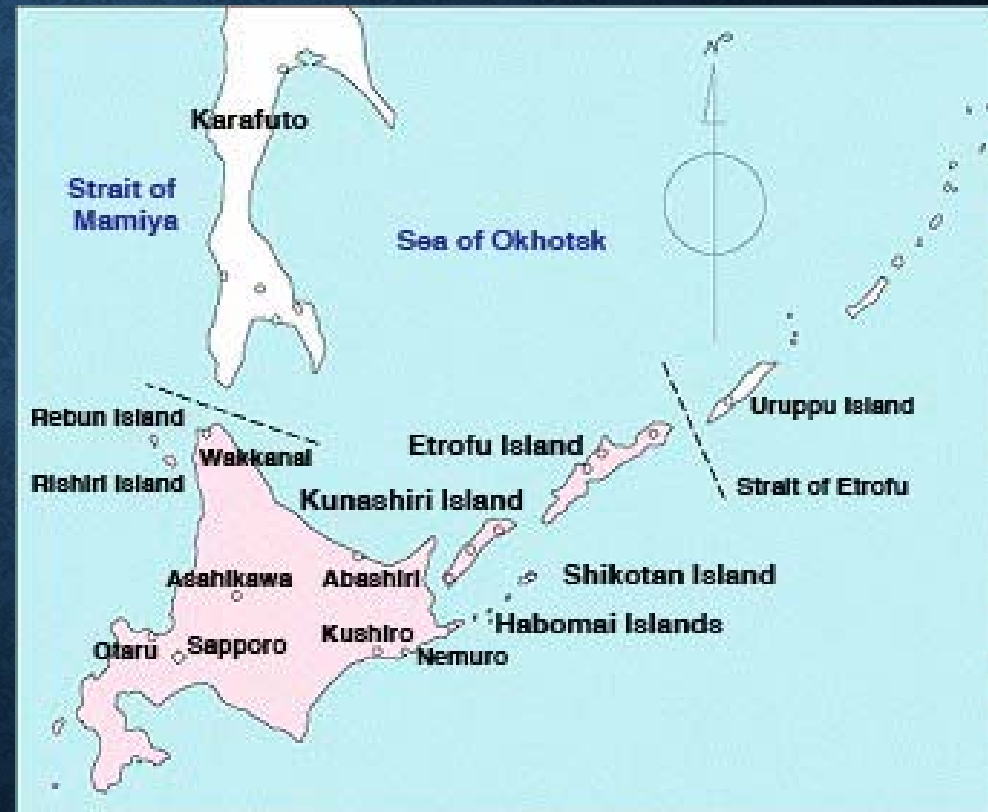 N
Karafuto
Strait of
Mamiya
Sea of Okhotsk
Rebun Island
Wakkanai
Rishiri Island
Etrofu Island
Uruppu Island
Kunashiri Island
Strait of Etrofu
Asahikawa
Abashiri
Shikotan Island
Otaru
Sapporo
Kushiro
Habomai Islands
Nemuro